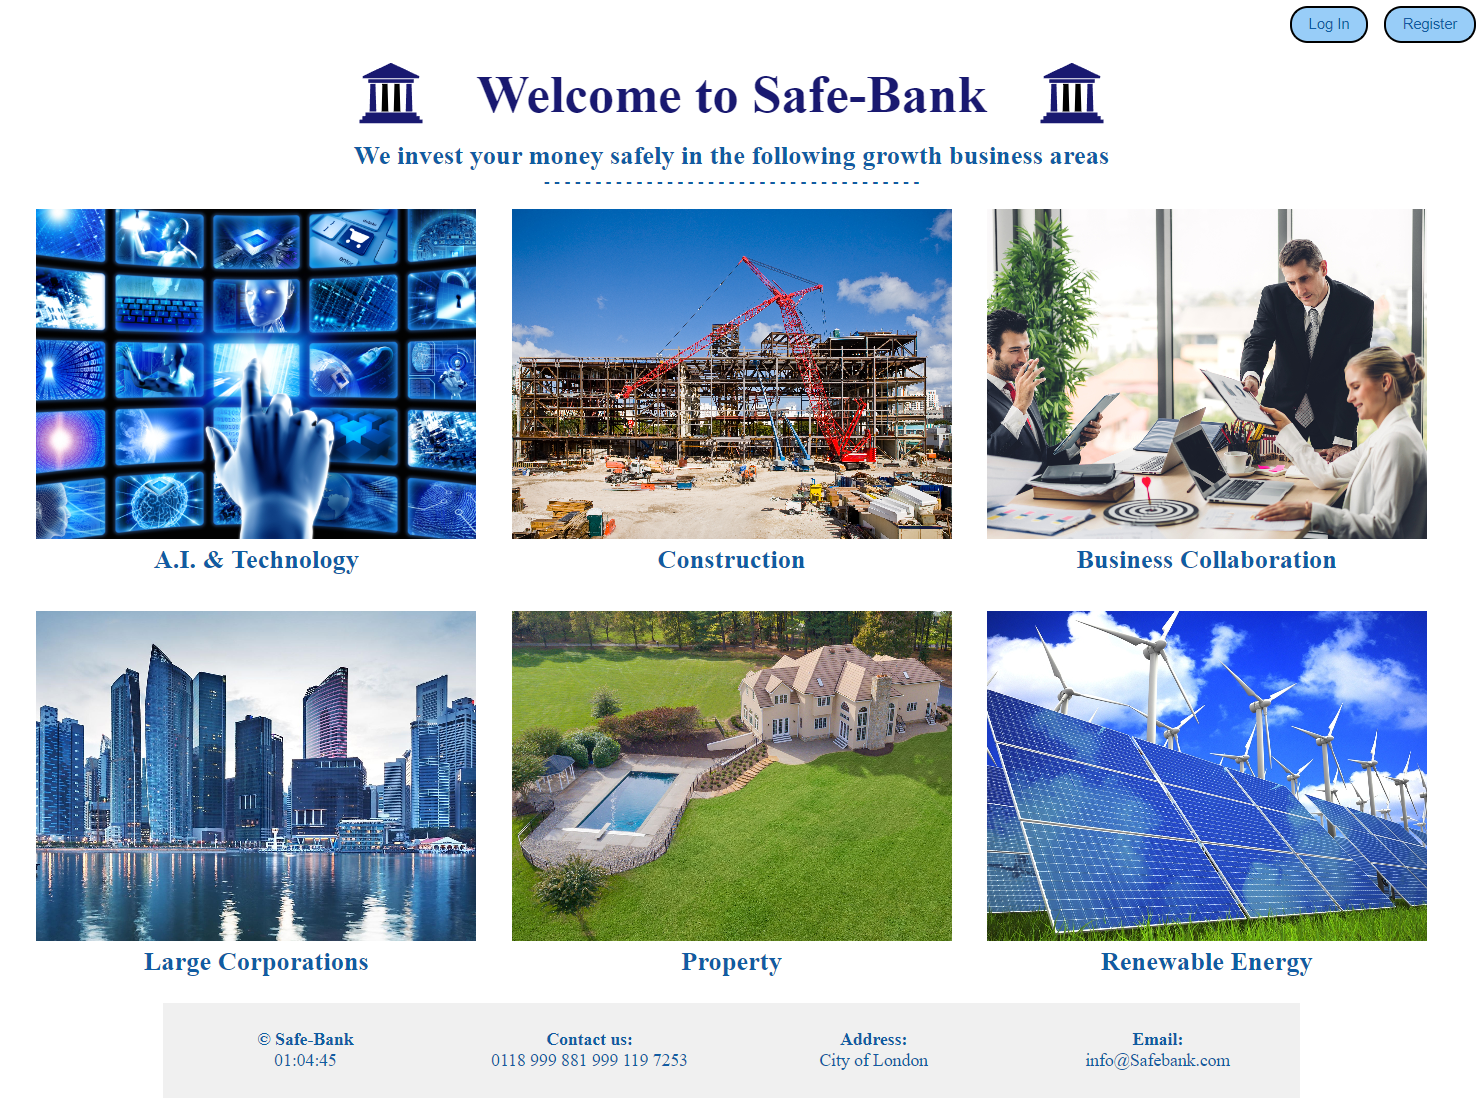 Log In
Register
Welcome to Safe-Bank
We invest your money safely in the following growth business areas
- - - - - - - - - - - - - - - - - - - - - - - - - - - - - - - - - - - - -
A.I. & Technology
Construction
Business Collaboration
Large Corporations
Property
Renewable Energy
© Safe-Bank
01:04:45
Contact us:
0118 999 881 999 119 7253
Address:
City of London
Email:
info@Safebank.com